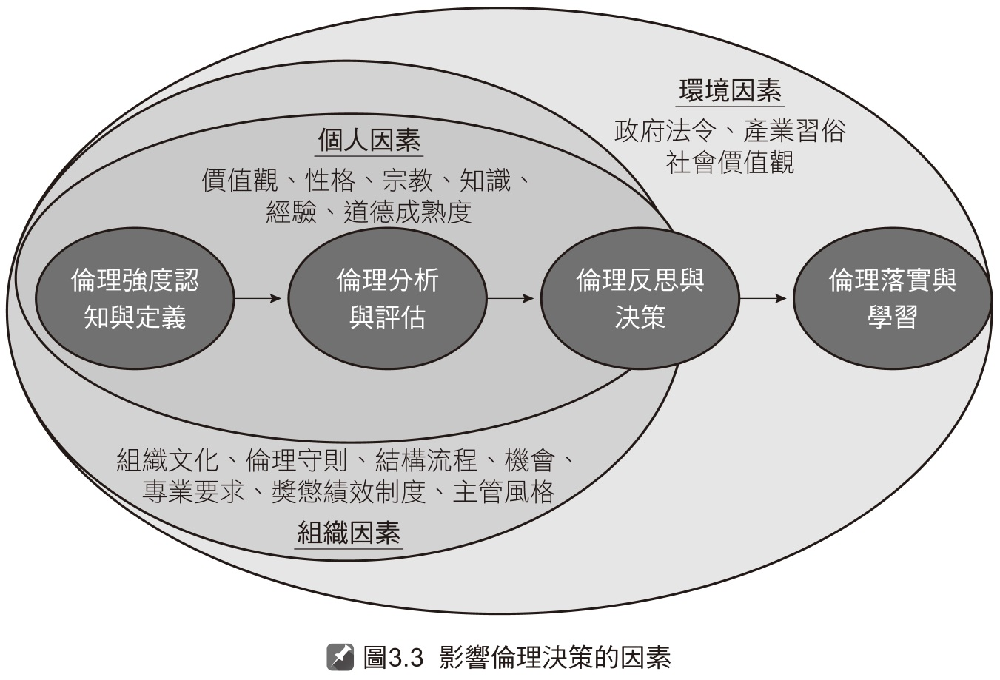 環境因素
政府法令、產業習俗
社會價值觀
個人因素
價值觀、性格、宗教、知識、
經驗、道德成熟度
倫理強度認
知與定義
倫理分析
與評估
倫理反思與
決策
倫理落實與
學習
組織文化、倫理守則、結構流程、機會、
專業要求、獎懲績效制度、主管風格
組織因素
圖3.3 影響倫理決策的因素